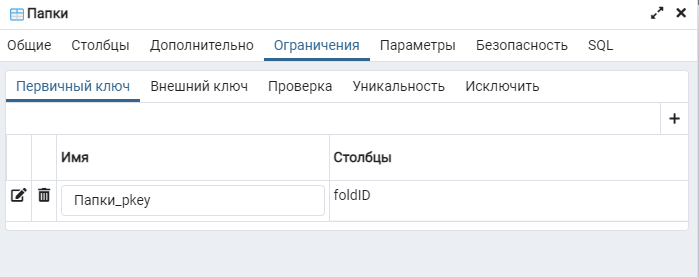 Папки
Общие Столбцы Дополнительно Ограничения Параметры Безопасность SQL
Первичный ключ Внешний ключ Проверка Уникальность Исключить
Имя Столбцы
Папки_pkey foldID